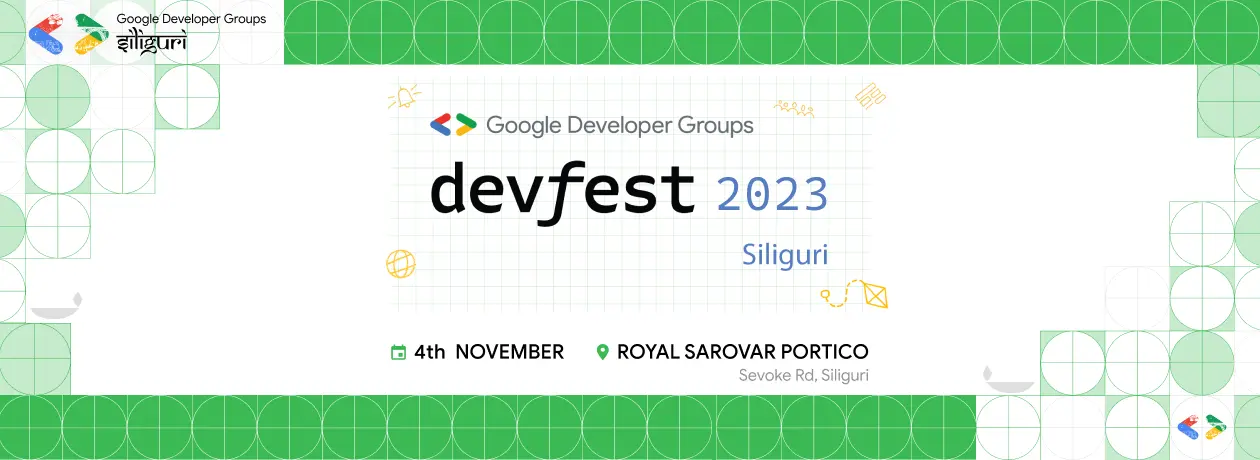 Google Developer Groups
siliguri
Google Developer Groups
devfest 2023
Siliguri
4th NOVEMBER
ROYAL SAROVAR PORTICO
Sevoke Rd, Siliguri